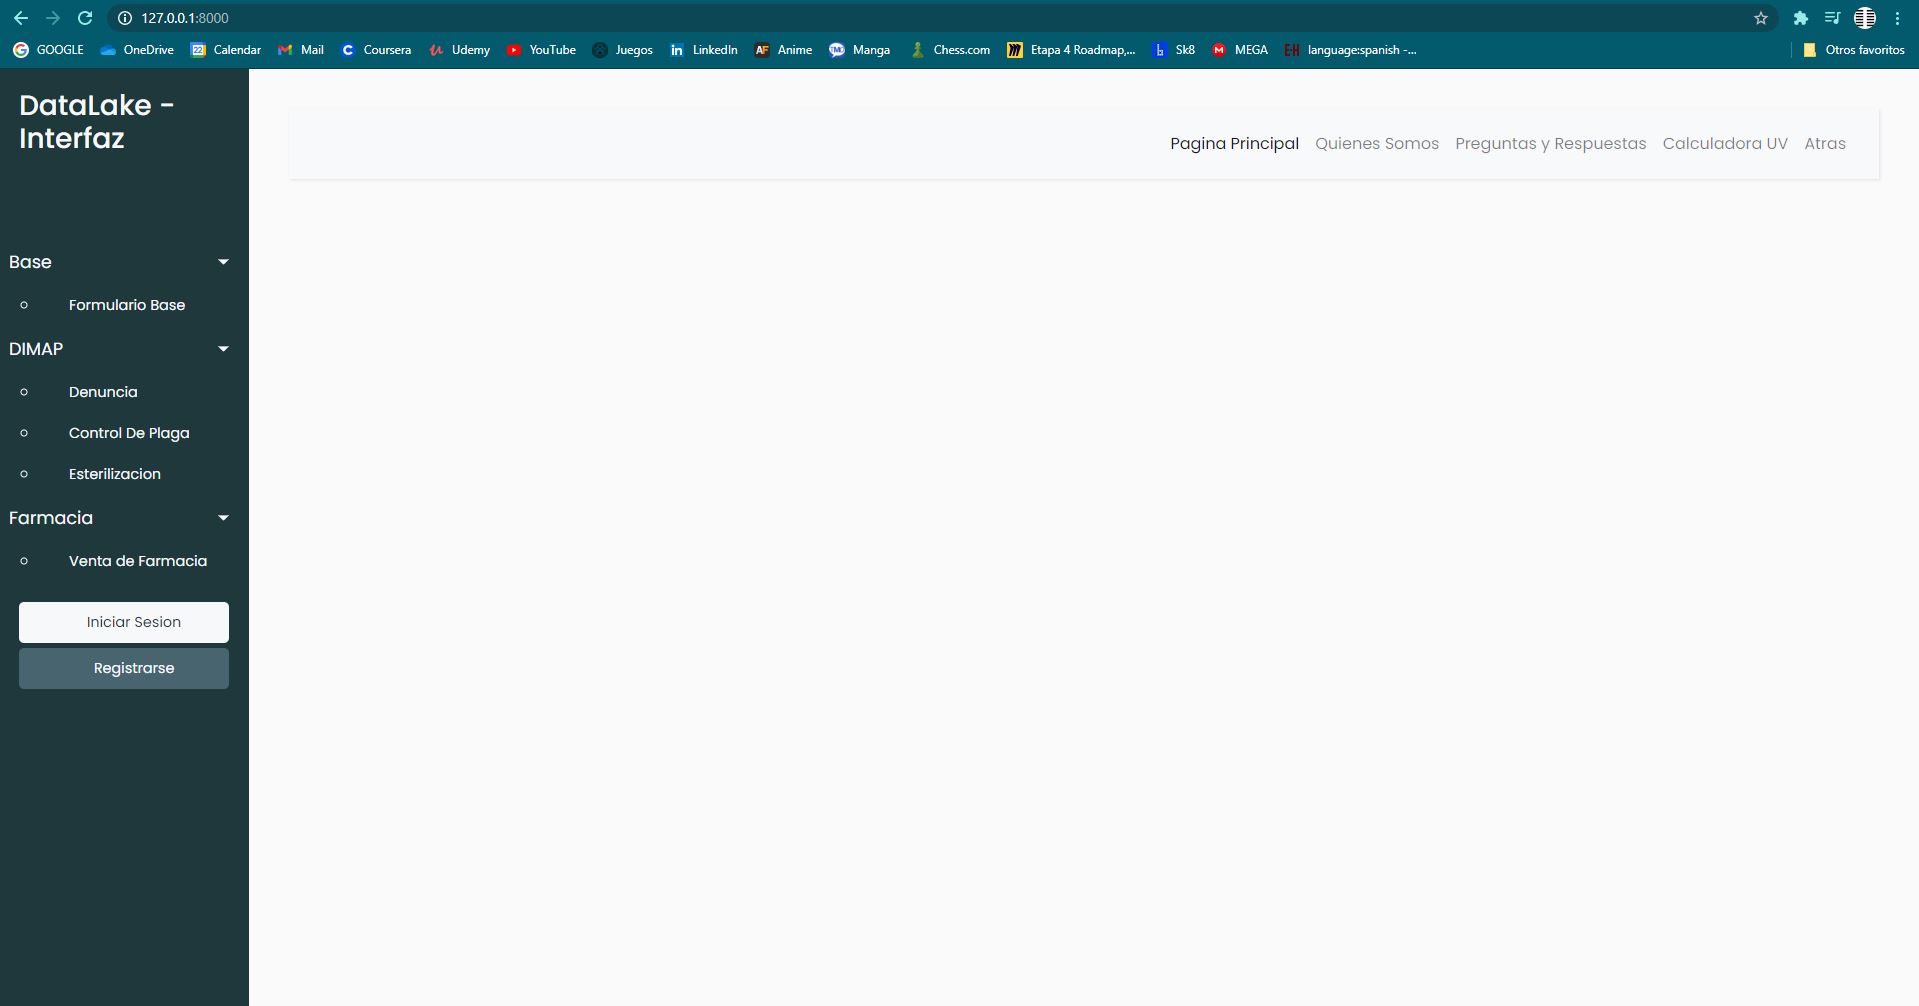 127.0.0.1:8000
GOOGLE OneDrive 22 Calendar Mail Coursera Udemy YouTube Juegos LinkedIn AF Anime Manga Chess.com Etapa 4 Roadmap,... Sk8 MEGA E-H language:spanish -... Otros favoritos
DataLake -
Interfaz
Pagina Principal Quienes Somos Preguntas y Respuestas Calculadora UV Atras
Base
Formulario Base
DIMAP
Denuncia
Control De Plaga
Esterilizacion
Farmacia
Venta de Farmacia
Iniciar Sesion
Registrarse